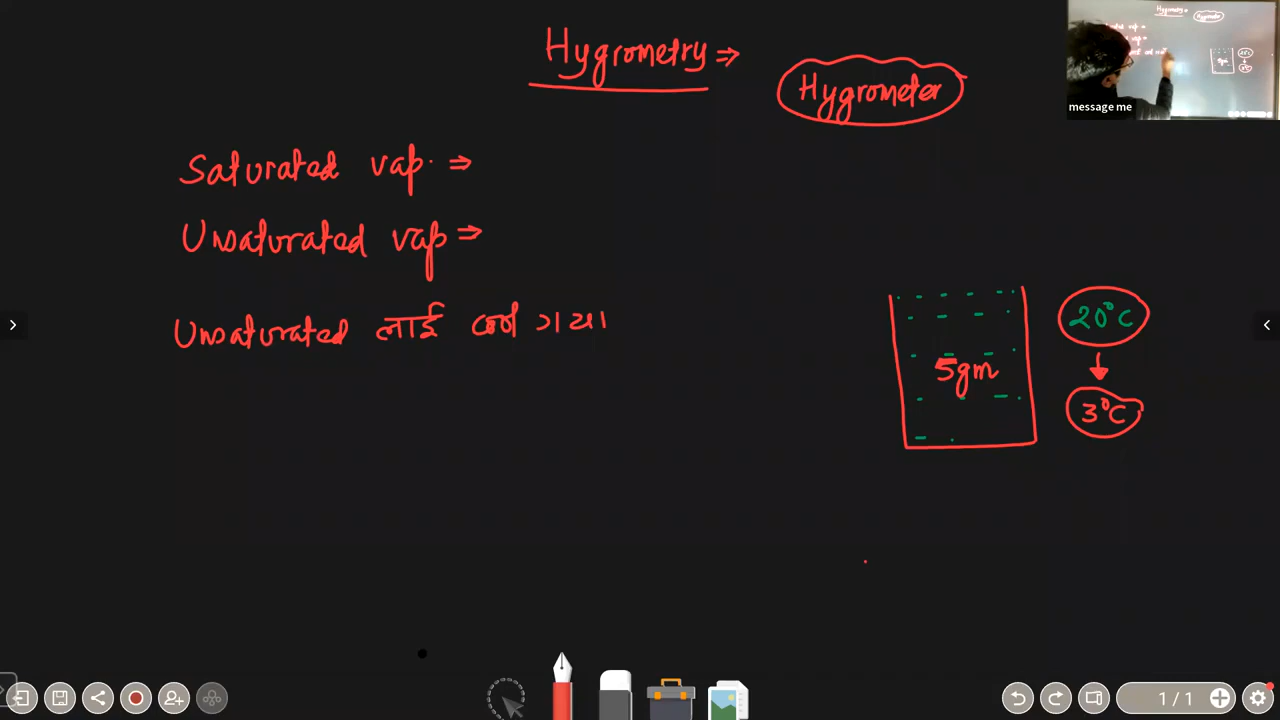 Hygrometry ⇒
Hygrometer
Saturated vap. ⇒
Unsaturated vap ⇒
Unsaturated लाई
20°C
5gm
3°C
message me
1/1